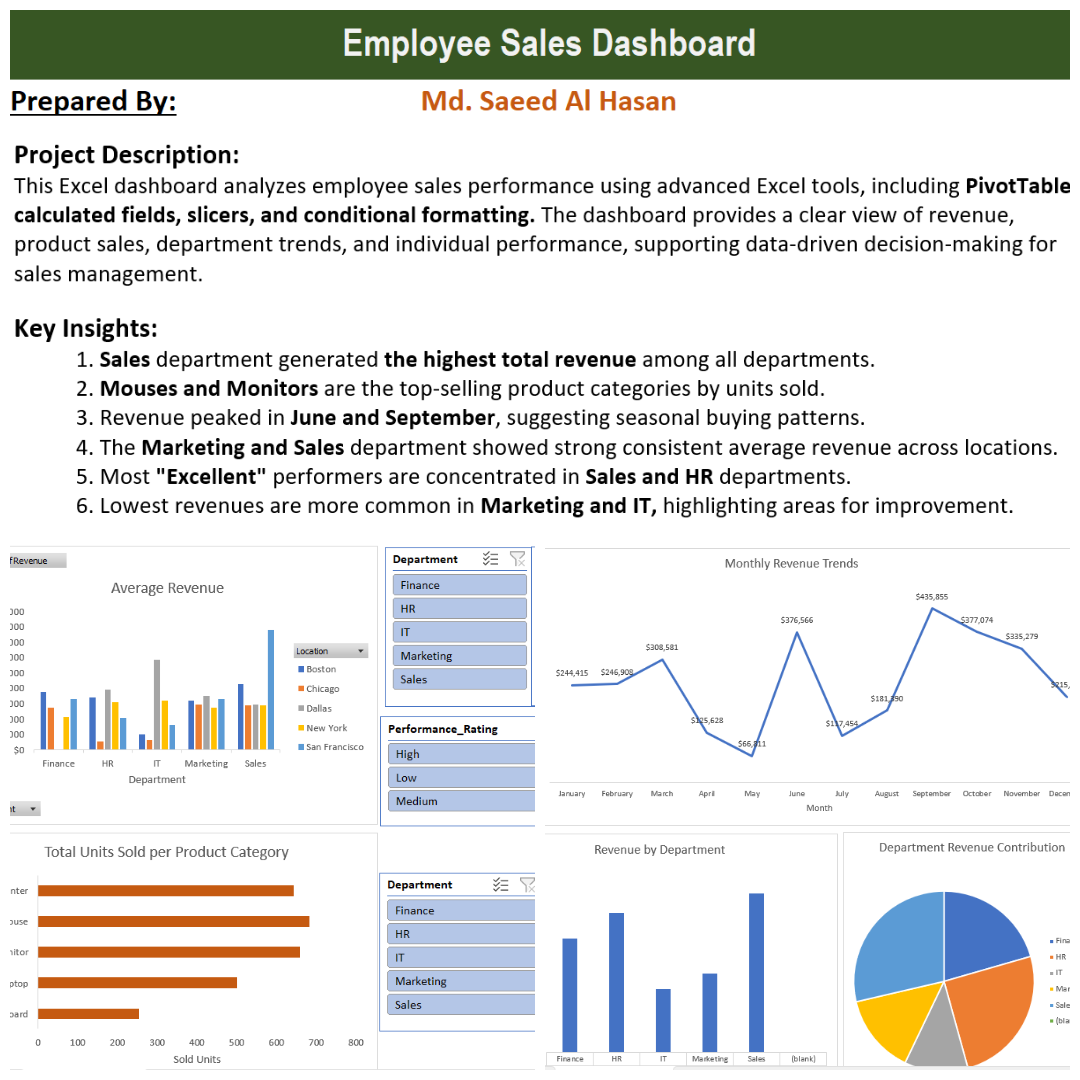 Employee Sales Dashboard
Prepared By:
Md. Saeed Al Hasan
Project Description:
This Excel dashboard analyzes employee sales performance using advanced Excel tools, including PivotTable
calculated fields, slicers, and conditional formatting. The dashboard provides a clear view of revenue,
product sales, department trends, and individual performance, supporting data-driven decision-making for
sales management.
Key Insights:
1. Sales department generated the highest total revenue among all departments.
2. Mouses and Monitors are the top-selling product categories by units sold.
3. Revenue peaked in June and September, suggesting seasonal buying patterns.
4. The Marketing and Sales department showed strong consistent average revenue across locations.
5. Most "Excellent" performers are concentrated in Sales and HR departments.
6. Lowest revenues are more common in Marketing and IT, highlighting areas for improvement.
Revenue
Average Revenue
$0
Finance HR IT Marketing Sales
Department
Location
Boston
Chicago
Dallas
New York
San Francisco
Department
Finance
HR
IT
Marketing
Sales
Performance_Rating
High
Low
Medium
Monthly Revenue Trends
$244,415
$246,908
$308,581
$125,628
$66,811
$376,566
$117,454
$181,390
$435,855
$377,074
$335,279
$215,
January February March April May June July August September October November Decem
Month
Total Units Sold per Product Category
nter
ouse
nitor
ptop
oard
0 100 200 300 400 500 600 700 800
Sold Units
Department
Finance
HR
IT
Marketing
Sales
Revenue by Department
Finance HR IT Marketing Sales (blank)
Department Revenue Contribution
Fina
HR
IT
Mar
Sale
(bla